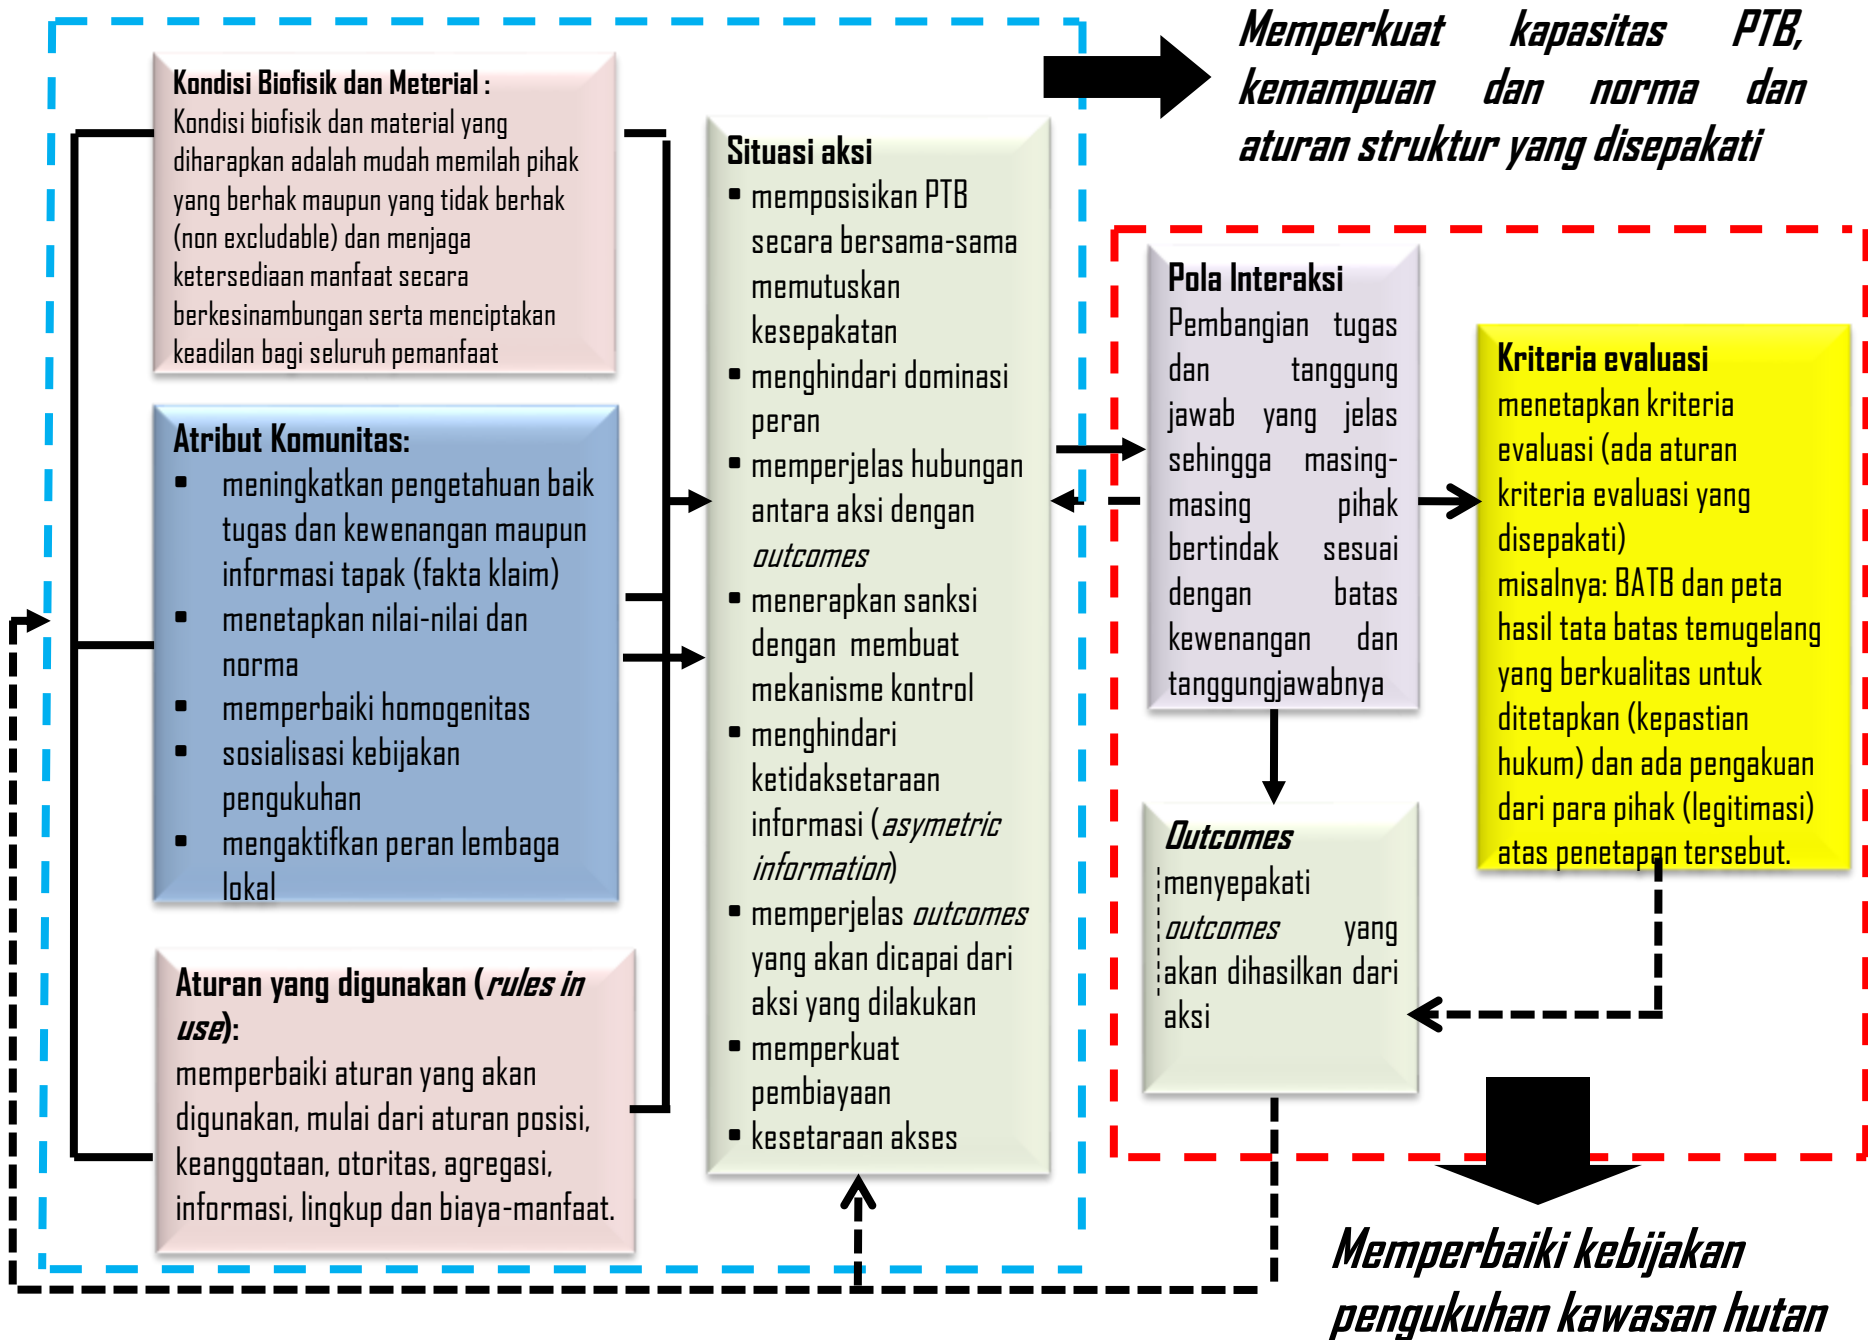 Memperkuat kapasitas PTB,
kemampuan dan norma dan
aturan struktur yang disepakati
Kondisi Biofisik dan Meterial :
Kondisi biofisik dan material yang
diharapkan adalah mudah memilah pihak
yang berhak maupun yang tidak berhak
(non excludable) dan menjaga
ketersediaan manfaat secara
berkesinambungan serta menciptakan
keadilan bagi seluruh pemanfaat
Atribut Komunitas:
▪ meningkatkan pengetahuan baik
tugas dan kewenangan maupun
informasi tapak (fakta klaim)
▪ menetapkan nilai-nilai dan
norma
▪ memperbaiki homogenitas
▪ sosialisasi kebijakan
pengukuhan
▪ mengaktifkan peran lembaga
lokal
Aturan yang digunakan (rules in
use):
memperbaiki aturan yang akan
digunakan, mulai dari aturan posisi,
keanggotaan, otoritas, agregasi,
informasi, lingkup dan biaya-manfaat.
Situasi aksi
▪ memposisikan PTB
secara bersama-sama
memutuskan
kesepakatan
▪ menghindari dominasi
peran
▪ memperjelas hubungan
antara aksi dengan
outcomes
▪ menerapkan sanksi
dengan membuat
mekanisme kontrol
▪ menghindari
ketidaksetaraan
informasi (asymetric
information)
▪ memperjelas outcomes
yang akan dicapai dari
aksi yang dilakukan
▪ memperkuat
pembiayaan
▪ kesetaraan akses
Pola Interaksi
Pembangian tugas
dan tanggung
jawab yang jelas
sehingga masing-
masing pihak
bertindak sesuai
dengan batas
kewenangan dan
tanggungjawabnya
Outcomes
menyepakati
outcomes yang
akan dihasilkan dari
aksi
Kriteria evaluasi
menetapkan kriteria
evaluasi (ada aturan
kriteria evaluasi yang
disepakati)
misalnya: BATB dan peta
hasil tata batas temugelang
yang berkualitas untuk
ditetapkan (kepastian
hukum) dan ada pengakuan
dari para pihak (legitimasi)
atas penetapan tersebut.
Memperbaiki kebijakan
pengukuhan kawasan hutan